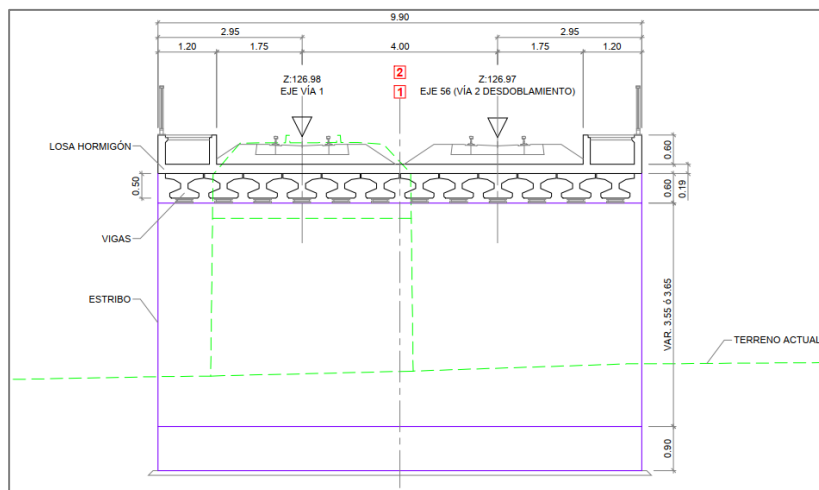 9.90
2.95
2.95
1.20
1.75
4.00
1.75
1.20
Z:126.98
EJE VÍA 1
2
1
Z:126.97
EJE 56 (VÍA 2 DESDOBLAMIENTO)
LOSA HORMIGÓN
0.60
0.50
0.60
0.19
VIGAS
ESTRIBO
VAR. 3.55 ó 3.65
TERRENO ACTUAL
0.90